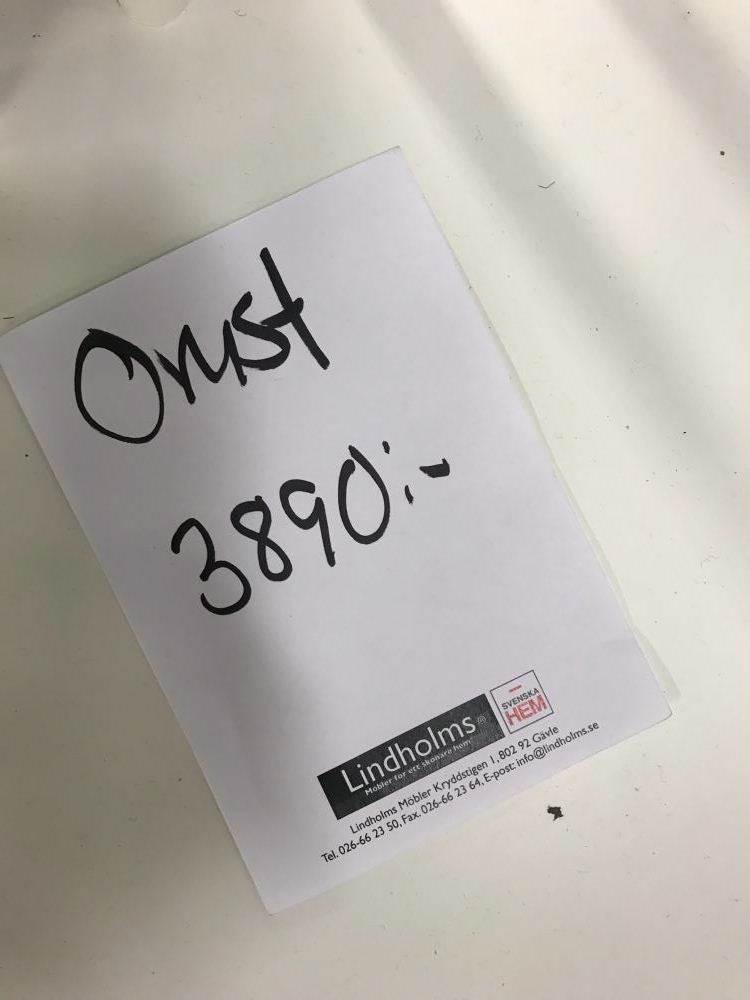 Orust
3890:-
Lindholms
Möbler för ett skönare hem
SVENSKA
HEM
Lindholms Möbler Kryddstigen 1, 802 92 Gävle
Tel. 026-66 23 50, Fax. 026-66 23 64, E-post: info@lindholms.se